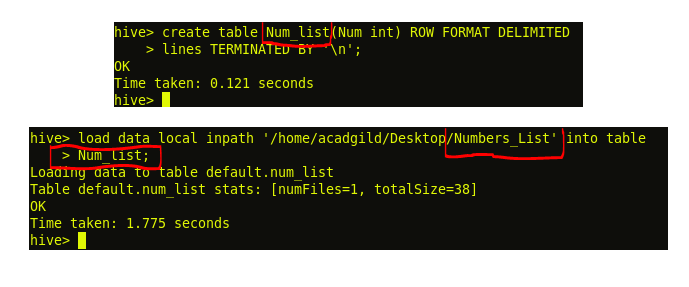 hive> create table Num_list(Num int) ROW FORMAT DELIMITED
> lines TERMINATED BY '\n';
OK
Time taken: 0.121 seconds
hive>
hive> load data local inpath '/home/acadgild/Desktop/Numbers_List' into table
> Num_list;
Loading data to table default.num_list
Table default.num_list stats: [numFiles=1, totalSize=38]
OK
Time taken: 1.775 seconds
hive>